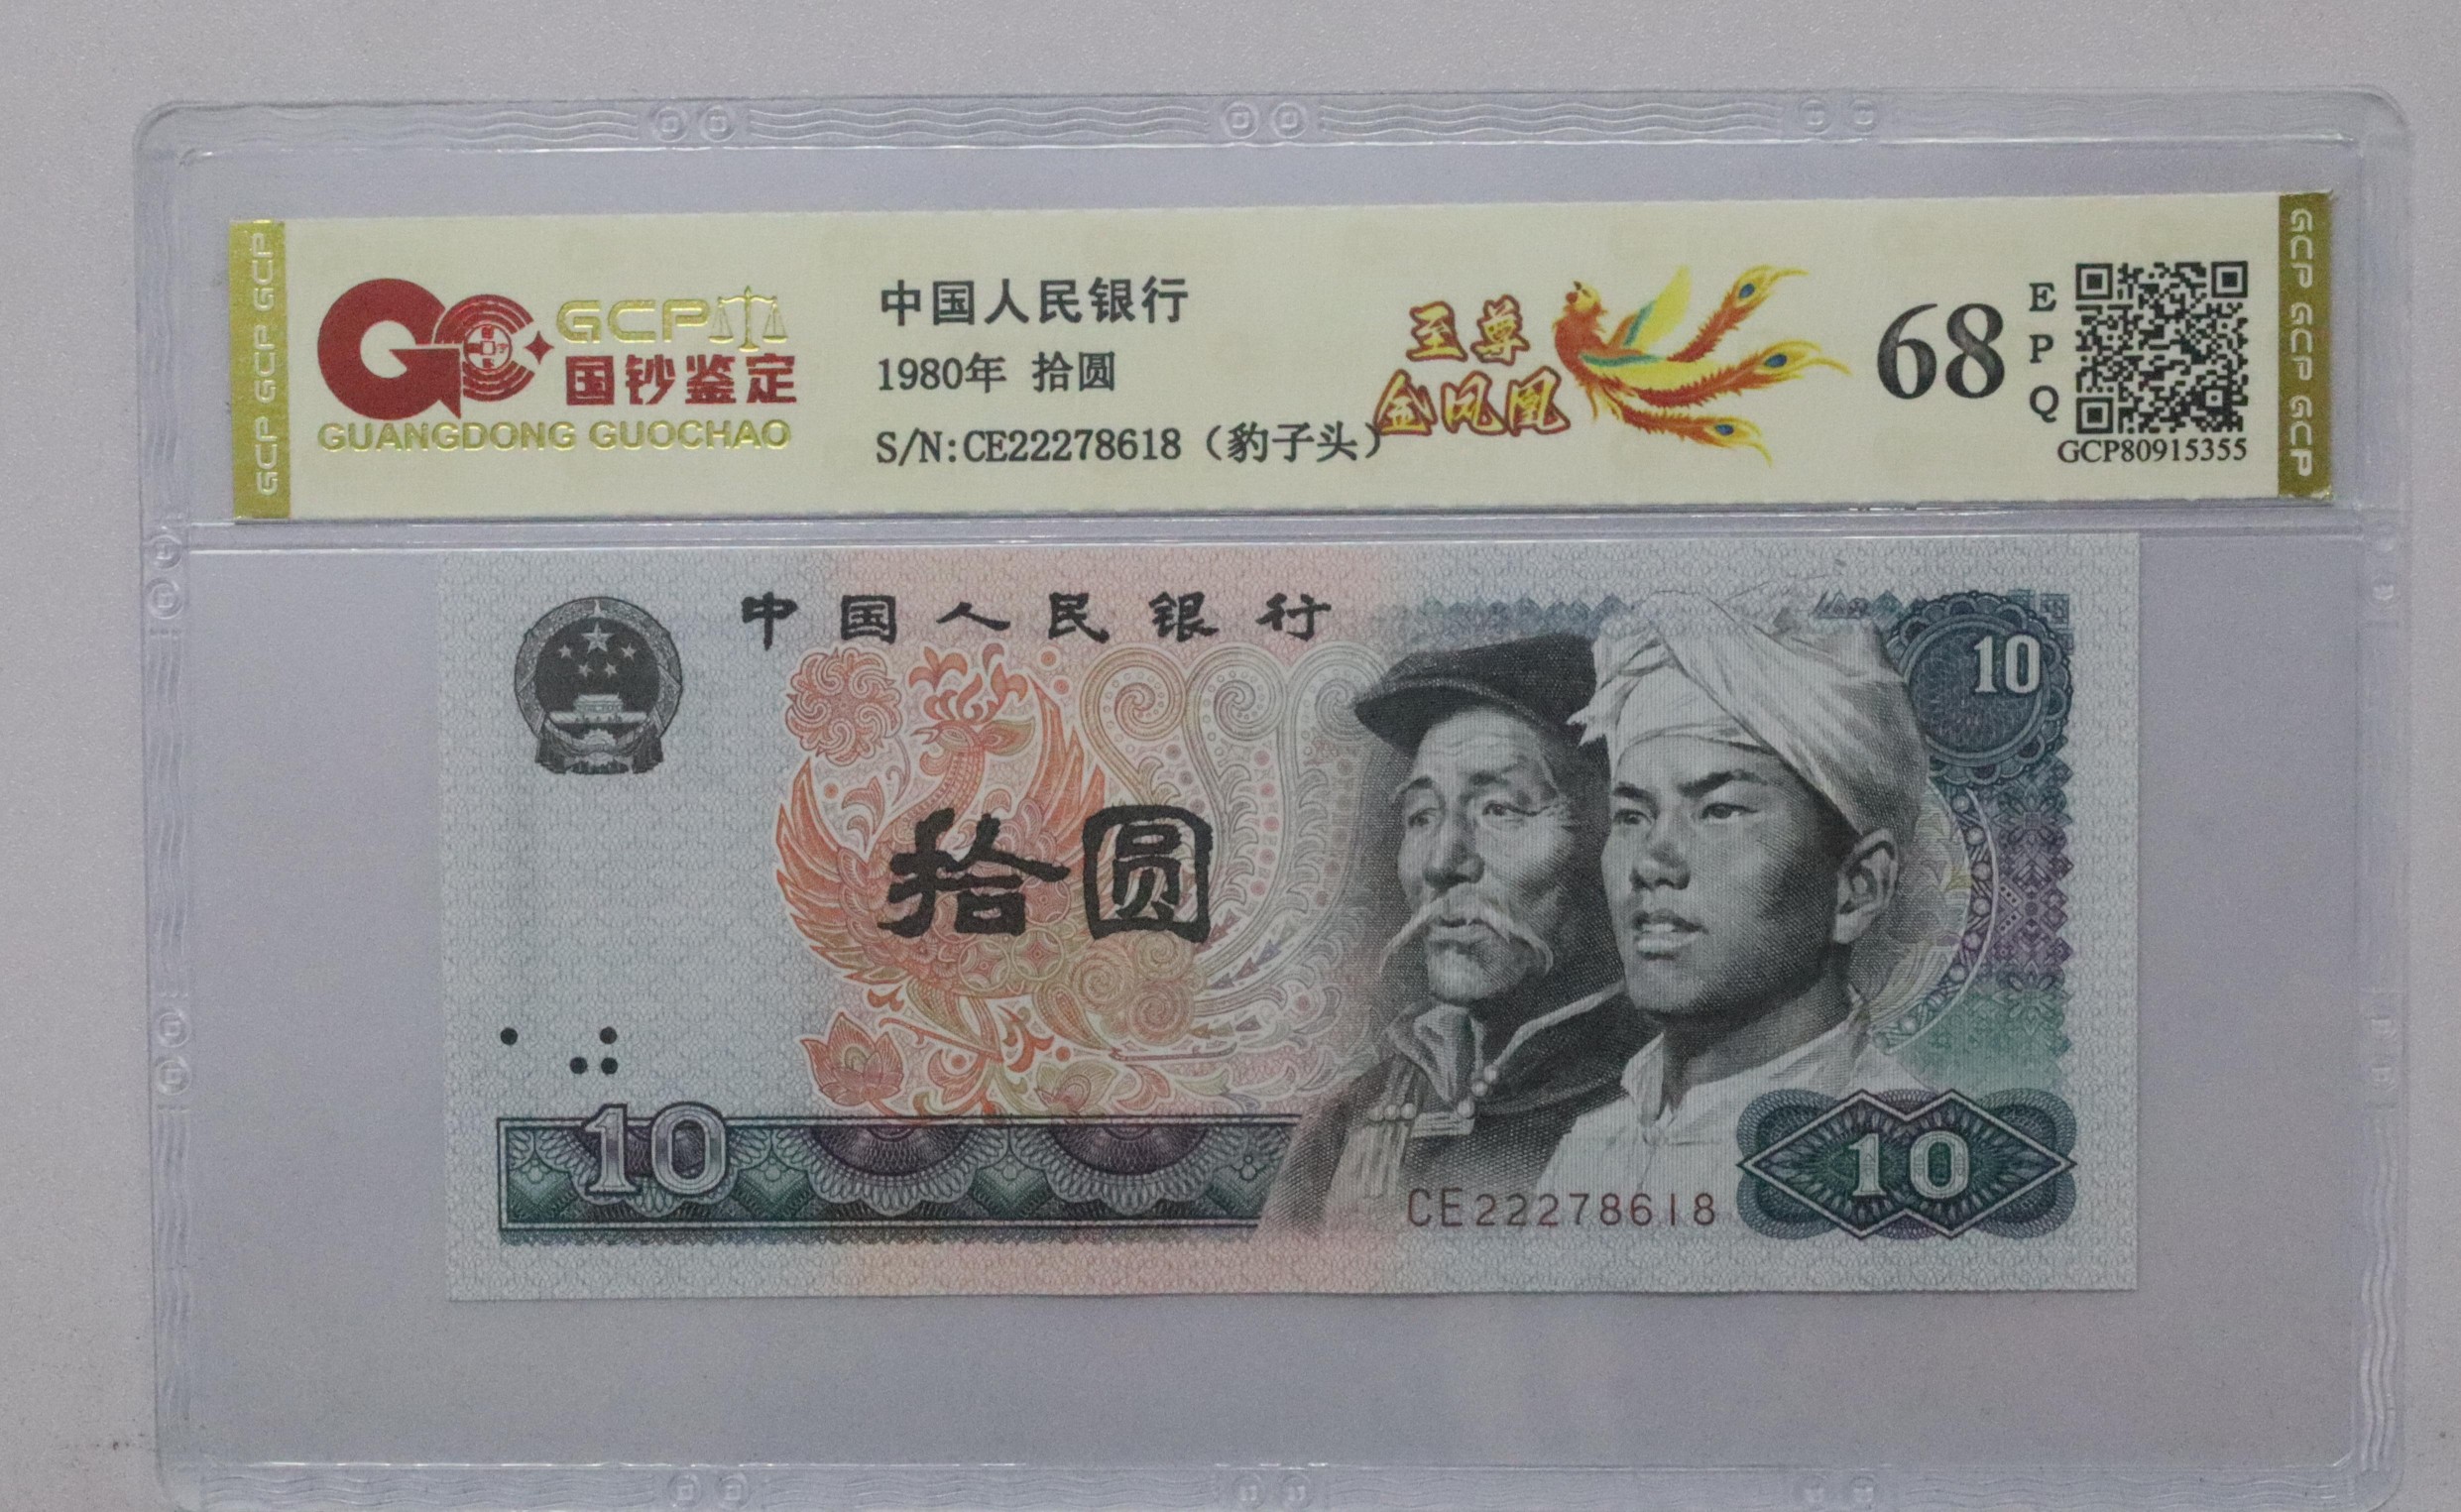 GCP GCP GCP
GCP
国钞鉴定
GUANGDONG GUOCHAO
中国人民银行
1980年 拾圆
S/N:CE22278618（豹子头）
至尊
金凤凰
68
EPQ
GCP80915355
GCP GCP GCP
中国人民银行
10
拾圆
10
CE22278618
10